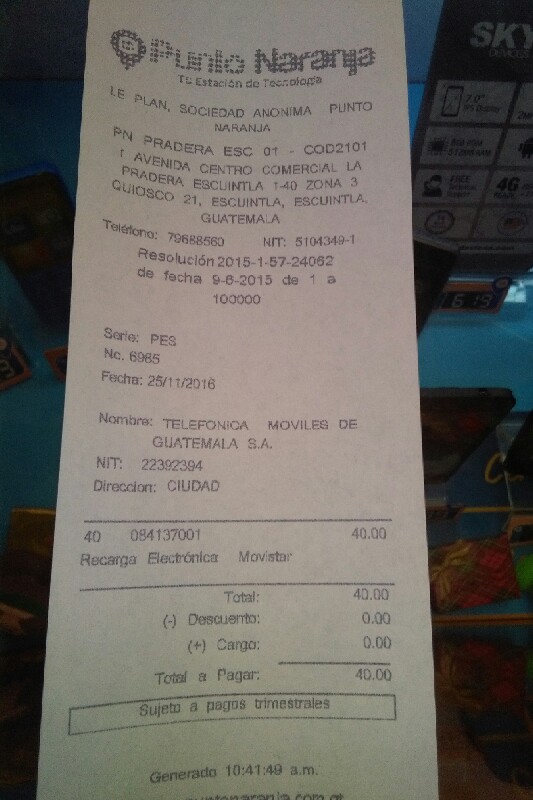 Punto Naranja
Tu Estación de Tecnología
LE PLAN, SOCIEDAD ANONIMA PUNTO
NARANJA
PN PRADERA ESC 01 - COD2101
1 AVENIDA CENTRO COMERCIAL LA
PRADERA ESCUINTLA 1-40 ZONA 3
QUIOSCO 21, ESCUINTLA, ESCUINTLA,
GUATEMALA
Teléfono: 79688560 NIT: 5104349-1
Resolución 2015-1-57-24062
de fecha 9-6-2015 de 1 a
100000
Serie: PES
No. 6985
Fecha: 25/11/2016
Nombre: TELEFONICA MOVILES DE
GUATEMALA S.A.
NIT: 22392394
Direccion: CIUDAD
40 084137001 40.00
Recarga Electrónica Movistar
Total: 40.00
(-) Descuento: 0.00
(+) Cargo: 0.00
Total a Pagar: 40.00
Sujeto a pagos trimestrales
Generado 10:41:49 a.m.
SKY
FREE
4G